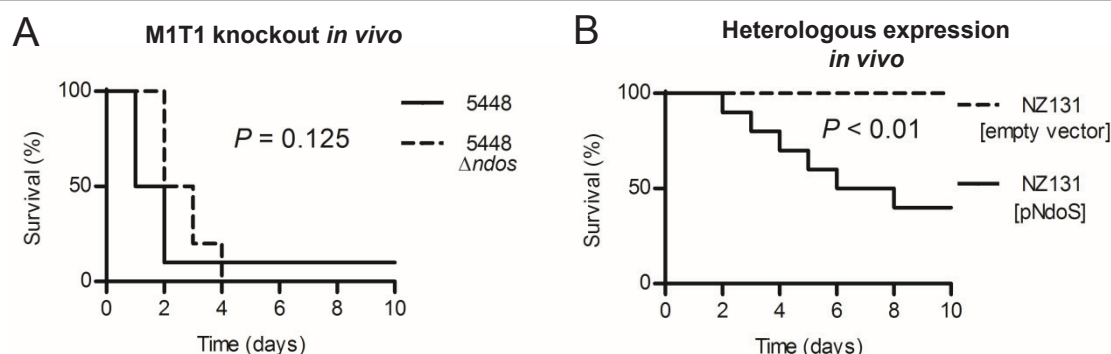 A
M1T1 knockout in vivo
100
50
0
Survival (%)
P = 0.125
5448
5448
Δndos
0 2 4 6 8 10
Time (days)
B
Heterologous expression
in vivo
100
50
0
Survival (%)
P < 0.01
NZ131
[empty vector]
NZ131
[pNdoS]
0 2 4 6 8 10
Time (days)